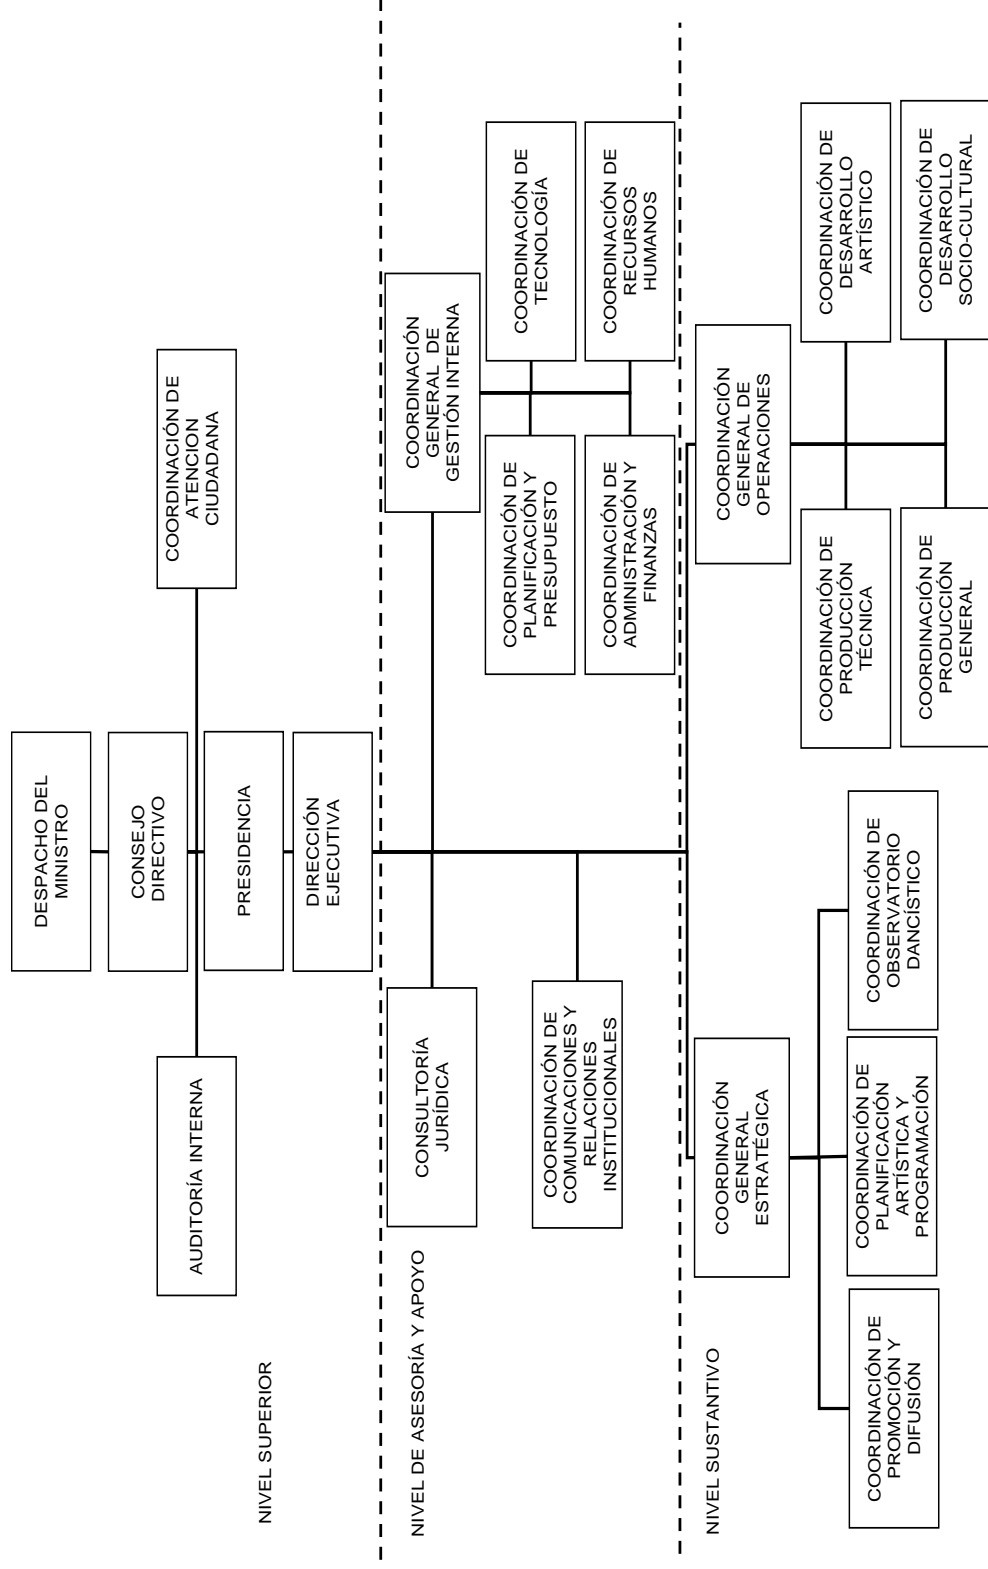 DESPACHO DEL
MINISTRO
CONSEJO
DIRECTIVO
AUDITORÍA INTERNA
COORDINACIÓN DE
ATENCION
CIUDADANA
PRESIDENCIA
DIRECCIÓN
EJECUTIVA
NIVEL SUPERIOR
NIVEL DE ASESORÍA Y APOYO
CONSULTORÍA
JURÍDICA
COORDINACIÓN
GENERAL DE
GESTIÓN INTERNA
COORDINACIÓN DE
PLANIFICACIÓN Y
PRESUPUESTO
COORDINACIÓN DE
TECNOLOGÍA
COORDINACIÓN DE
COMUNICACIONES Y
RELACIONES
INSTITUCIONALES
COORDINACIÓN DE
ADMINISTRACIÓN Y
FINANZAS
COORDINACIÓN DE
RECURSOS
HUMANOS
NIVEL SUSTANTIVO
COORDINACIÓN
GENERAL
ESTRATÉGICA
COORDINACIÓN
GENERAL DE
OPERACIONES
COORDINACIÓN DE
PROMOCIÓN Y
DIFUSIÓN
COORDINACIÓN DE
PLANIFICACIÓN
ARTÍSTICA Y
PROGRAMACIÓN
COORDINACIÓN DE
OBSERVATORIO
DANCÍSTICO
COORDINACIÓN DE
PRODUCCIÓN
TÉCNICA
COORDINACIÓN DE
DESARROLLO
ARTÍSTICO
COORDINACIÓN DE
PRODUCCIÓN
GENERAL
COORDINACIÓN DE
DESARROLLO
SOCIO-CULTURAL